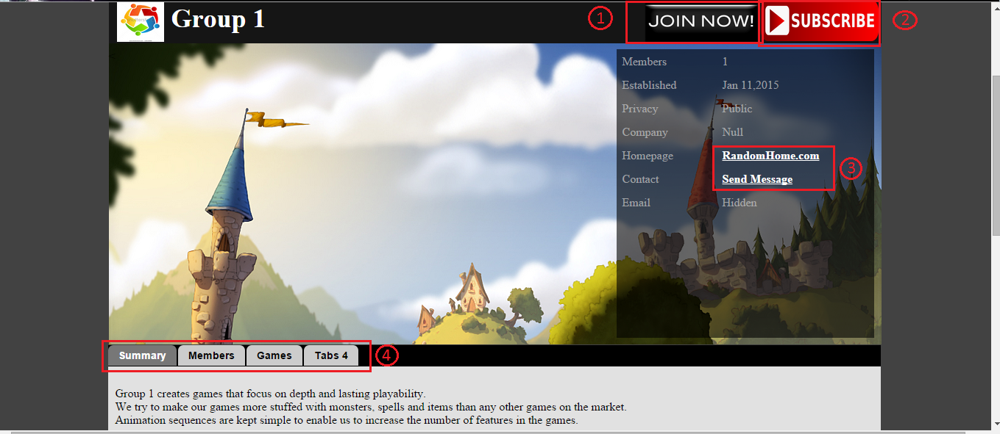 Group 1
① JOIN NOW! SUBSCRIBE ②
Members 1
Established Jan 11,2015
Privacy Public
Company Null
Homepage RandomHome.com
Contact Send Message ③
Email Hidden
Summary Members Games Tabs 4 ④
Group 1 creates games that focus on depth and lasting playability.
We try to make our games more stuffed with monsters, spells and items than any other games on the market.
Animation sequences are kept simple to enable us to increase the number of features in the games.